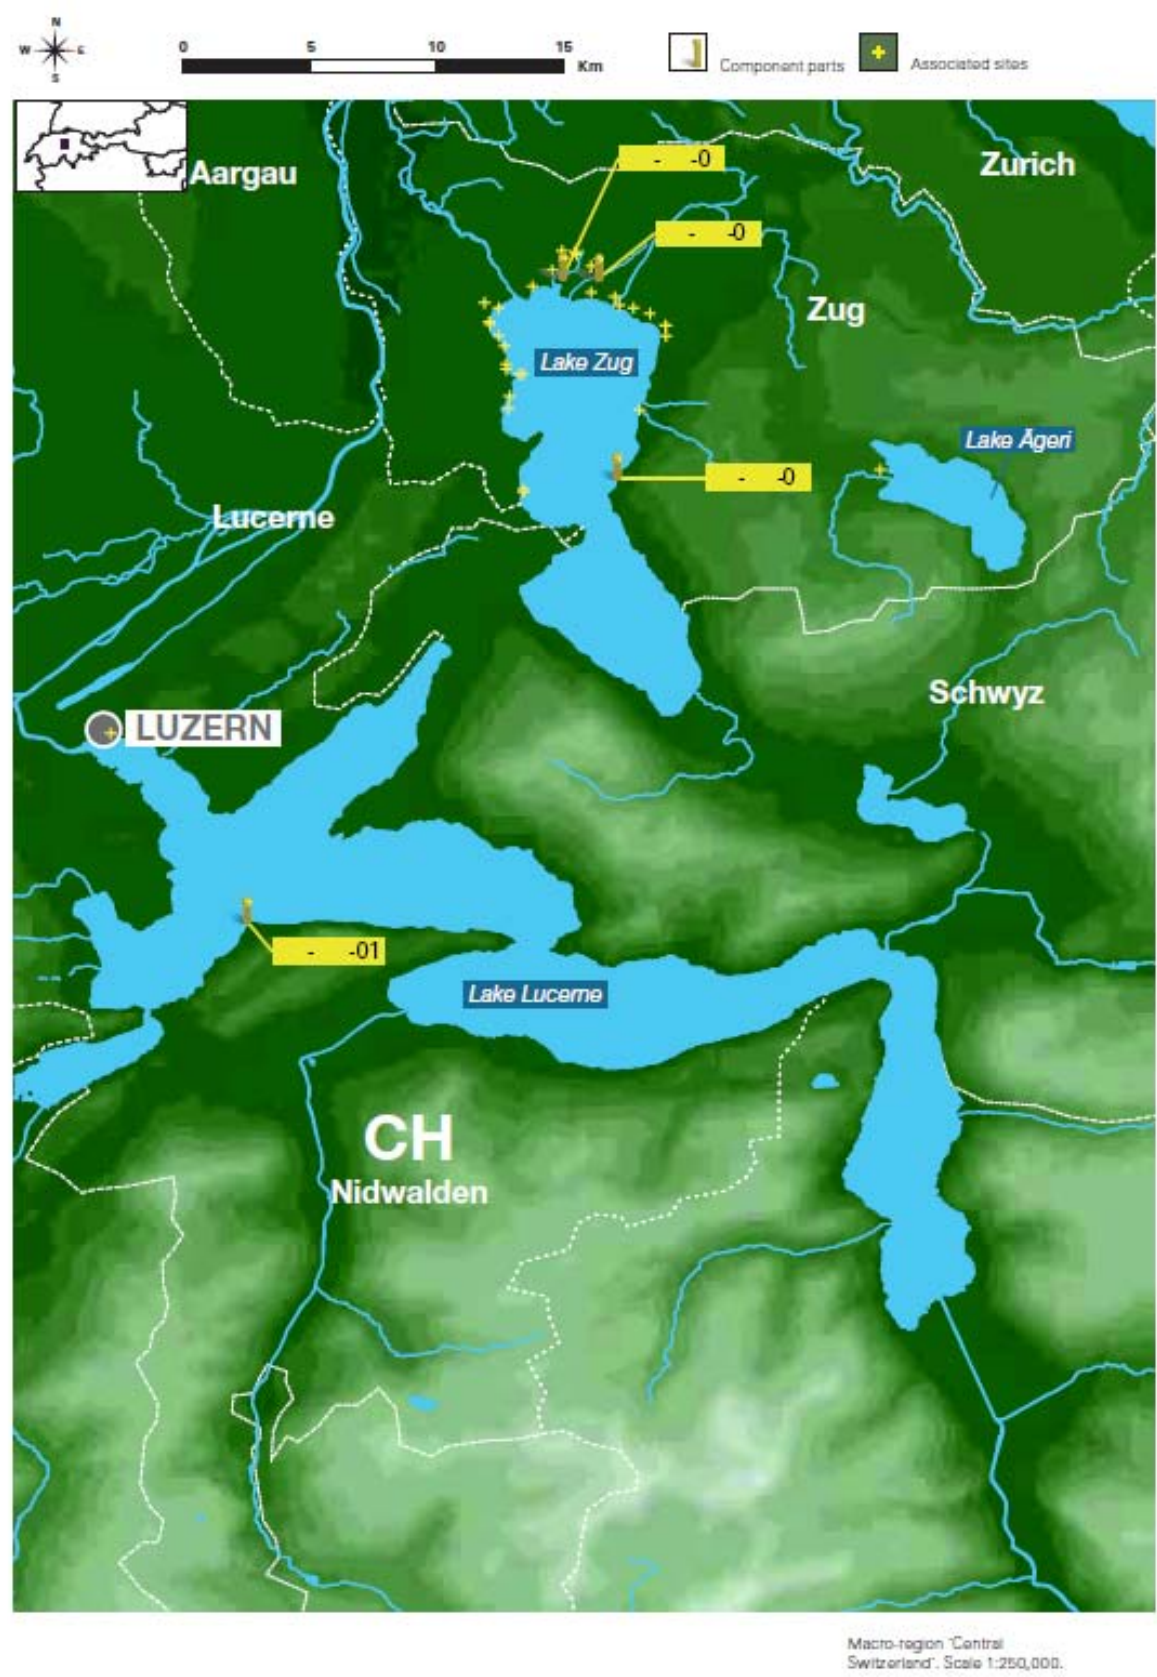 N
W E
S
0 5 10 15
Km
Component parts
Associated sites
Aargau
Zurich
- -0
- -0
Zug
Lake Zug
Lake Ägeri
- -0
Lucerne
Schwyz
LUZERN
- -01
Lake Lucerne
CH
Nidwalden
Macro-region "Central
Switzerland". Scale 1:250,000.